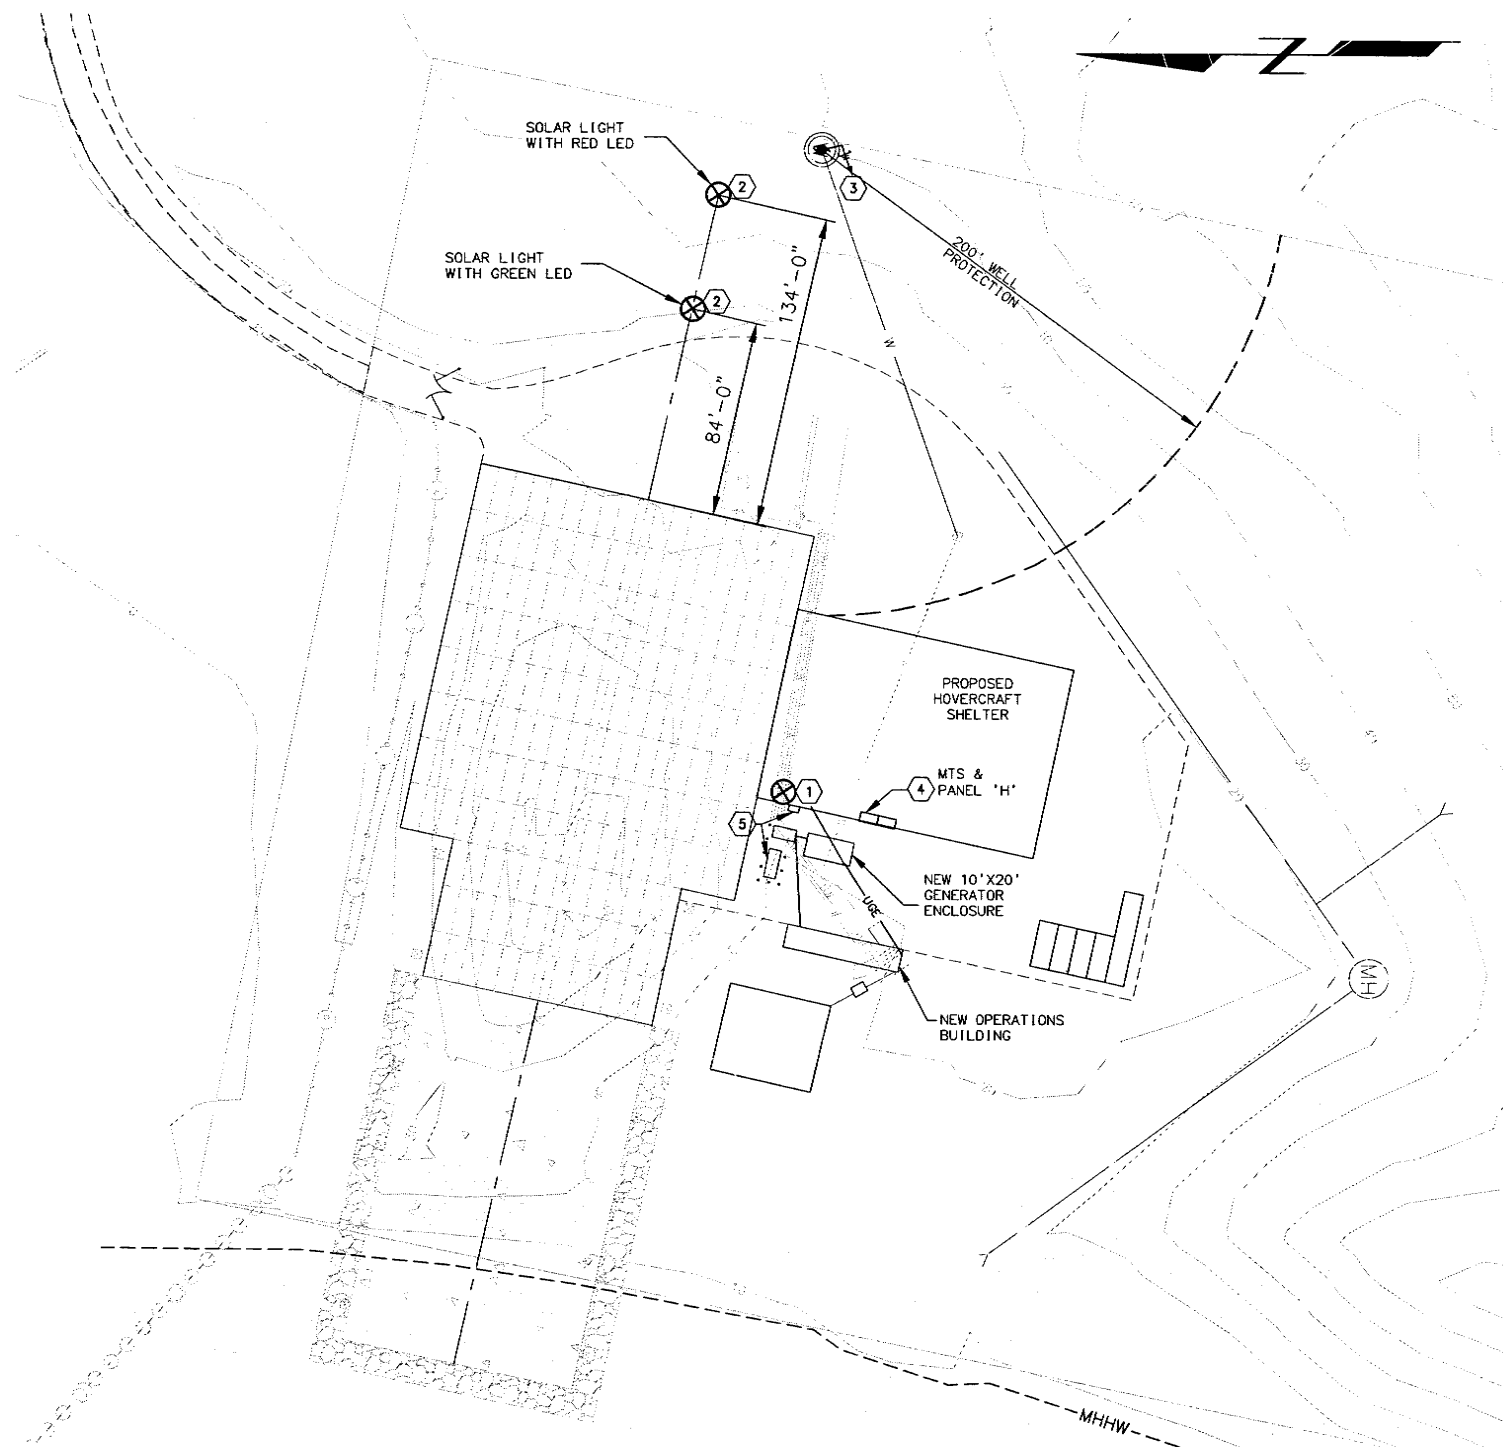 N
SOLAR LIGHT
WITH RED LED
2
3
SOLAR LIGHT
WITH GREEN LED
2
200' WELL
PROTECTION
134'-0"
W
84'-0"
PROPOSED
HOVERCRAFT
SHELTER
1
4
MTS &
PANEL 'H'
5
NEW 10'X20'
GENERATOR
ENCLOSURE
UGE
MH
NEW OPERATIONS
BUILDING
MHHW